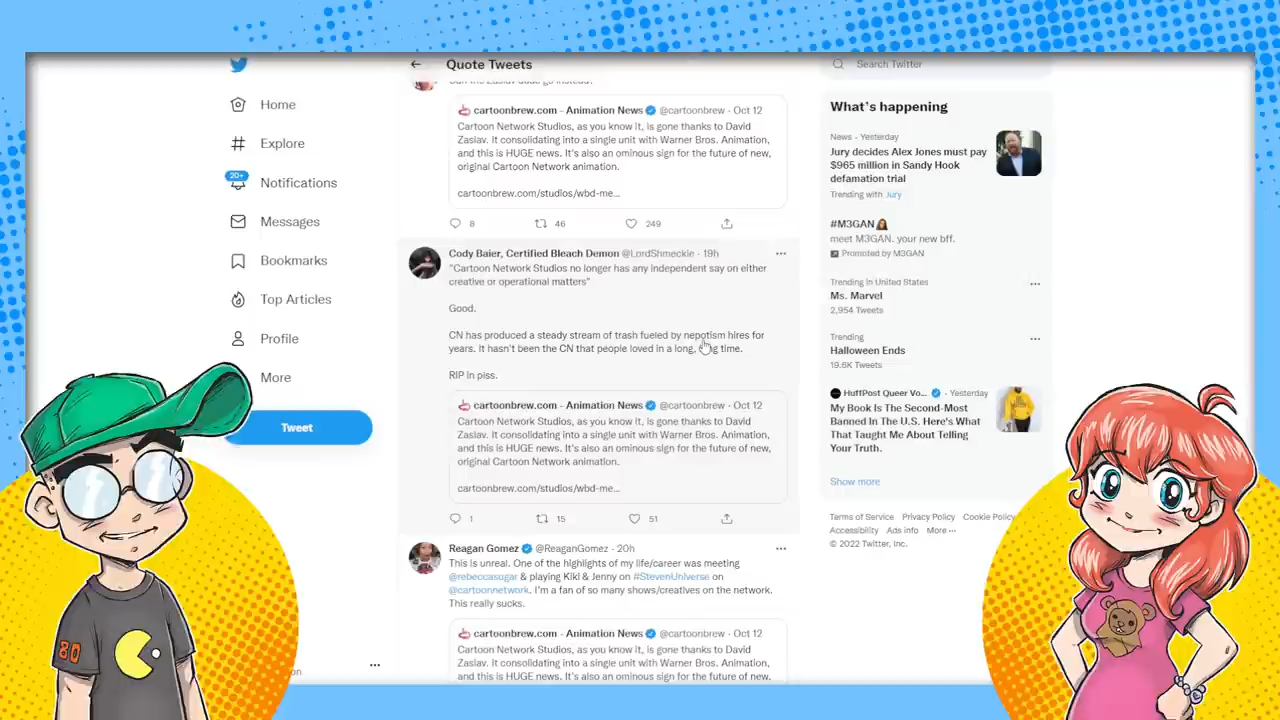 Quote Tweets
Search Twitter
cartoonbrew.com - Animation News @cartoonbrew - Oct 12
Cartoon Network Studios, as you know it, is gone thanks to David
Zaslav. It consolidating into a single unit with Warner Bros. Animation,
and this is HUGE news. It's also an ominous sign for the future of new,
original Cartoon Network animation.
cartoonbrew.com/studios/wbd-me...
8 46 249
Cody Baier, Certified Bleach Demon @LordShmeckie - 19h
"Cartoon Network Studios no longer has any independent say on either
creative or operational matters"
Good.
CN has produced a steady stream of trash fueled by nepotism hires for
years. It hasn't been the CN that people loved in a long, time.
RIP in piss.
cartoonbrew.com - Animation News @cartoonbrew - Oct 12
Cartoon Network Studios, as you know it, is gone thanks to David
Zaslav. It consolidating into a single unit with Warner Bros. Animation,
and this is HUGE news. It's also an ominous sign for the future of new,
original Cartoon Network animation.
cartoonbrew.com/studios/wbd-me...
1 15 51
Reagan Gomez @ReaganGomez - 20h
This is unreal. One of the highlights of my life/career was meeting
@rebeccasugar & playing Kiki & Jenny on #StevenUniverse on
@cartoonnetwork. I'm a fan of so many shows/creatives on the network.
This really sucks.
cartoonbrew.com - Animation News @cartoonbrew - Oct 12
Cartoon Network Studios, as you know it, is gone thanks to David
Zaslav. It consolidating into a single unit with Warner Bros. Animation,
and this is HUGE news. It's also an ominous sign for the future of new,
Home
Explore
20+
Notifications
Messages
Bookmarks
Top Articles
Profile
More
Tweet
What's happening
News - Yesterday
Jury decides Alex Jones must pay
$965 million in Sandy Hook
defamation trial
Trending with Jury
#M3GAN
meet M3GAN. your new bff.
Promoted by M3GAN
Trending in United States
Ms. Marvel
2,954 Tweets
Trending
Halloween Ends
19.6K Tweets
HuffPost Queer Vo... - Yesterday
My Book Is The Second-Most
Banned In The U.S. Here's What
That Taught Me About Telling
Your Truth.
Show more
Terms of Service Privacy Policy Cookie Policy
Accessibility Ads info More ...
© 2022 Twitter, Inc.
80